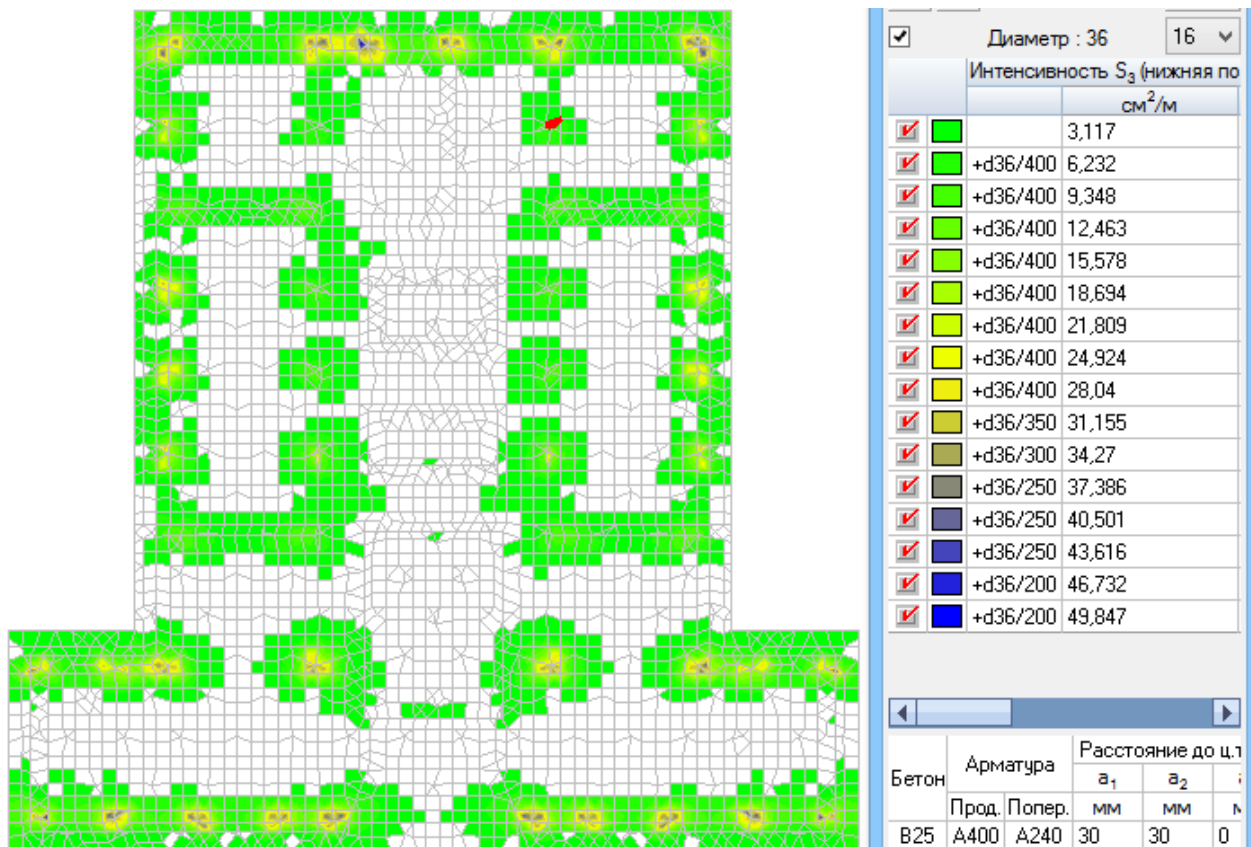 Диаметр : 36 16
Интенсивность S3 (нижняя по
см²/м
3,117
+d36/400 6,232
+d36/400 9,348
+d36/400 12,463
+d36/400 15,578
+d36/400 18,694
+d36/400 21,809
+d36/400 24,924
+d36/400 28,04
+d36/350 31,155
+d36/300 34,27
+d36/250 37,386
+d36/250 40,501
+d36/250 43,616
+d36/200 46,732
+d36/200 49,847
Бетон Арматура Расстояние до ц.т
a1 a2
Прод. Попер. мм мм
B25 A400 A240 30 30 0